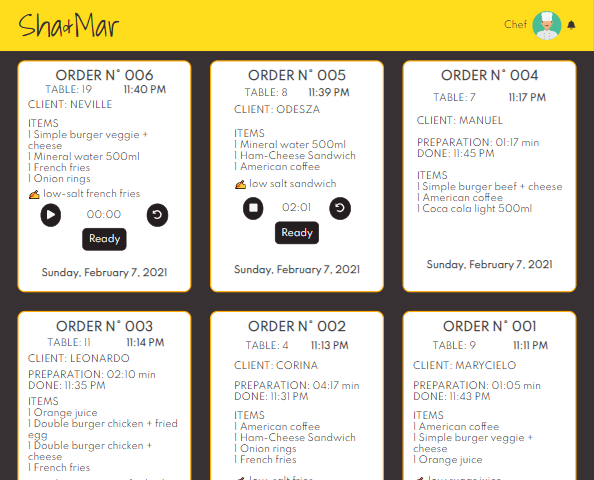 Sha&Mar
Chef
ORDER N° 006
TABLE: 19 11:40 PM
CLIENT: NEVILLE
ITEMS
1 Simple burger veggie +
cheese
1 Mineral water 500ml
1 French fries
1 Onion rings
low-salt french fries
00:00
Ready
Sunday, February 7, 2021
ORDER N° 005
TABLE: 8 11:39 PM
CLIENT: ODESZA
ITEMS
1 Mineral water 500ml
1 Ham-Cheese Sandwich
1 American coffee
low salt sandwich
02:01
Ready
Sunday, February 7, 2021
ORDER N° 004
TABLE: 7 11:17 PM
CLIENT: MANUEL
PREPARATION: 01:17 min
DONE: 11:45 PM
ITEMS
1 Simple burger beef + cheese
1 American coffee
1 Coca cola light 500ml
Sunday, February 7, 2021
ORDER N° 003
TABLE: 11 11:14 PM
CLIENT: LEONARDO
PREPARATION: 02:10 min
DONE: 11:35 PM
ITEMS
1 Orange juice
1 Double burger chicken + fried
egg
1 Double burger chicken +
cheese
1 French fries
ORDER N° 002
TABLE: 4 11:13 PM
CLIENT: CORINA
PREPARATION: 04:17 min
DONE: 11:31 PM
ITEMS
1 American coffee
1 Ham-Cheese Sandwich
1 Onion rings
1 French fries
ORDER N° 001
TABLE: 9 11:11 PM
CLIENT: MARYCIELO
PREPARATION: 01:05 min
DONE: 11:43 PM
ITEMS
1 American coffee
1 Simple burger veggie +
cheese
1 Orange juice